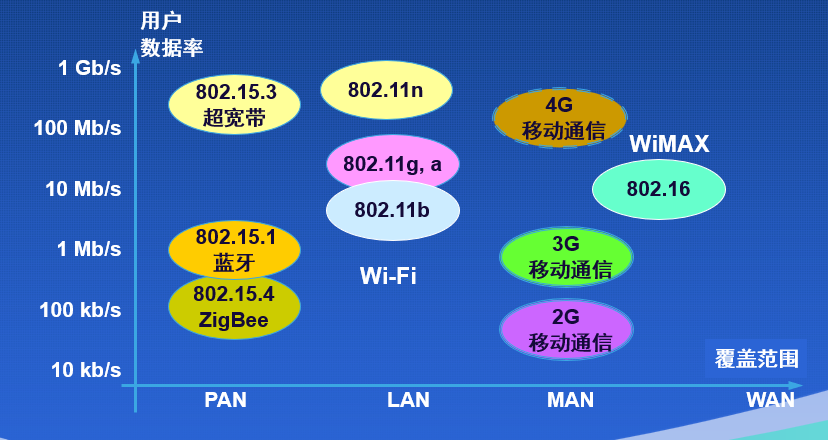 用户
数据率
1 Gb/s
802.15.3
超宽带
802.11n
4G
移动通信
100 Mb/s
WiMAX
802.11g, a
10 Mb/s
802.16
802.11b
802.15.1
蓝牙
3G
移动通信
1 Mb/s
Wi-Fi
802.15.4
ZigBee
100 kb/s
2G
移动通信
覆盖范围
10 kb/s
PAN
LAN
MAN
WAN